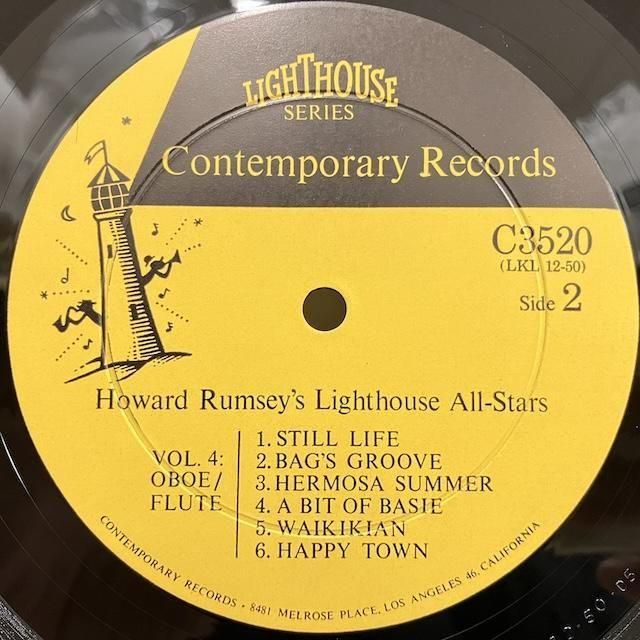 LIGHTHOUSE
SERIES
Contemporary Records
C3520
(LKL 12-50)
Side 2
Howard Rumsey's Lighthouse All-Stars
VOL. 4:
OBOE/
FLUTE
1. STILL LIFE
2. BAG'S GROOVE
3. HERMOSA SUMMER
4. A BIT OF BASIE
5. WAIKIKIAN
6. HAPPY TOWN
CONTEMPORARY RECORDS • 8481 MELROSE PLACE, LOS ANGELES 46, CALIFORNIA